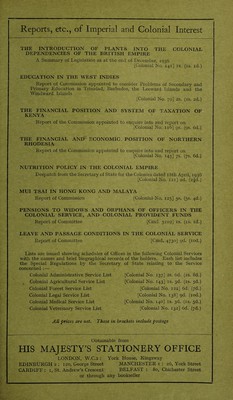 Reports, etc., of Imperial and Colonial Interest
THE INTRODUCTION OF PLANTS INTO THE COLONIAL
DEPENDENCIES OF THE BRITISH EMPIRE
A Summary of Legislation as at the end of December, 1936
[Colonial No. 141]
EDUCATION IN THE WEST INDIES
Report of Commission appointed to consider Problems of Secondary and
Primary Education in Trinidad, Barbados, the Leeward Islands and the
Windward Islands
[Colonial No. 79] 2s. (2s. 2d.)
THE FINANCIAL POSITION AND SYSTEM OF TAXATION OF
KENYA
Report of the Commission appointed to enquire into and report on
[Colonial No. 116] 5s. (5s. 6d.)
THE FINANCIAL AND ECONOMIC POSITION OF NORTHERN
RHODESIA
Report of the Commission appointed to enquire into and report on
[Colonial No. 145] 7s. (7s. 6d.)
NUTRITION POLICY IN THE COLONIAL EMPIRE
Despatch from the Secretary of State for the Colonies dated 18th April, 1936
[Colonial No. 121] 2d. (2½d.)
MUI TSAI IN HONG KONG AND MALAYA
Report of Commission [Colonial No. 125] 5s. (5s. 4d.)
PENSIONS TO WIDOWS AND ORPHANS OF OFFICERS IN THE
COLONIAL SERVICE, AND COLONIAL PROVIDENT FUNDS
Report of Committee [Cmd. 5219] 1s. (1s. 1d.)
LEAVE AND PASSAGE CONDITIONS IN THE COLONIAL SERVICE
Report of Committee [Cmd. 4730] 9d. (10d.)
Lists are issued showing relatives of Officers in the following Colonial Services
with the names and brief biographical records of the holders. Each list includes
the Special Regulations by the Secretary of State relating to the Service
concerned :—
Colonial Administrative Service List [Colonial No. 137] 2s. 6d. (2s. 8d.)
Colonial Agricultural Service List [Colonial No. 143] 1s. 3d. (1s. 5d.)
Colonial Forest Service List [Colonial No. 122] 6d. (7d.)
Colonial Legal Service List [Colonial No. 138] 9d. (10d.)
Colonial Medical Service List [Colonial No. 140] 1s. 3d. (1s. 5d.)
Colonial Veterinary Service List [Colonial No. 132] 6d. (7d.)
All prices are net. Those in brackets include postage
Obtainable from
HIS MAJESTY'S STATIONERY OFFICE
LONDON, W.C.2 : York House, Kingsway
EDINBURGH 2 : 120, George Street MANCHESTER 1 : 26, York Street
CARDIFF : 1, St. Andrew's Crescent BELFAST : 80, Chichester Street
or through any bookseller